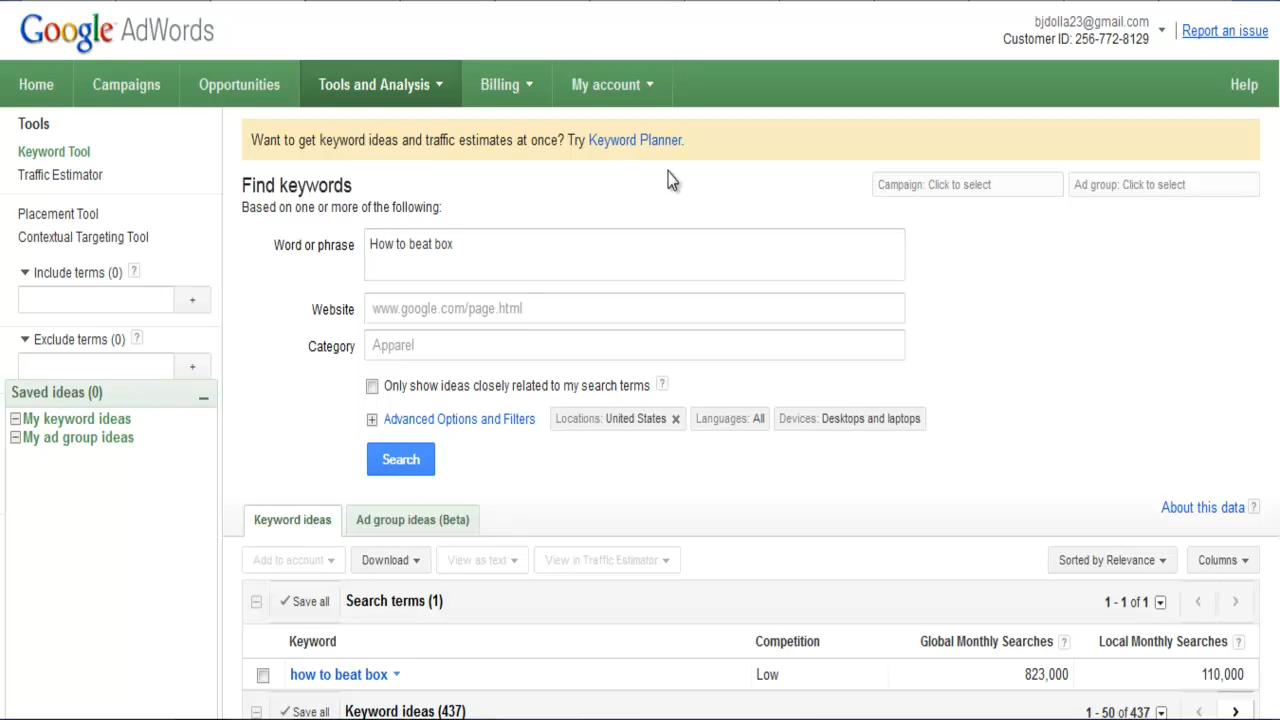 Google AdWords
bjdolla23@gmail.com
Customer ID: 256-772-8129
Report an issue
Home Campaigns Opportunities Tools and Analysis Billing My account Help
Tools
Keyword Tool
Traffic Estimator
Placement Tool
Contextual Targeting Tool
Include terms (0) ?
+
Exclude terms (0) ?
+
Saved ideas (0)
My keyword ideas
My ad group ideas
Want to get keyword ideas and traffic estimates at once? Try Keyword Planner.
Find keywords
Based on one or more of the following:
Campaign: Click to select Ad group: Click to select
Word or phrase How to beat box
Website www.google.com/page.html
Category Apparel
Only show ideas closely related to my search terms ?
Advanced Options and Filters Locations: United States Languages: All Devices: Desktops and laptops
Search
About this data ?
Keyword ideas Ad group ideas (Beta)
Add to account Download View as text View in Traffic Estimator Sorted by Relevance Columns
Save all Search terms (1) 1 - 1 of 1
Keyword Competition Global Monthly Searches ? Local Monthly Searches ?
how to beat box Low 823,000 110,000
Save all Keyword ideas (437) 1 - 50 of 437